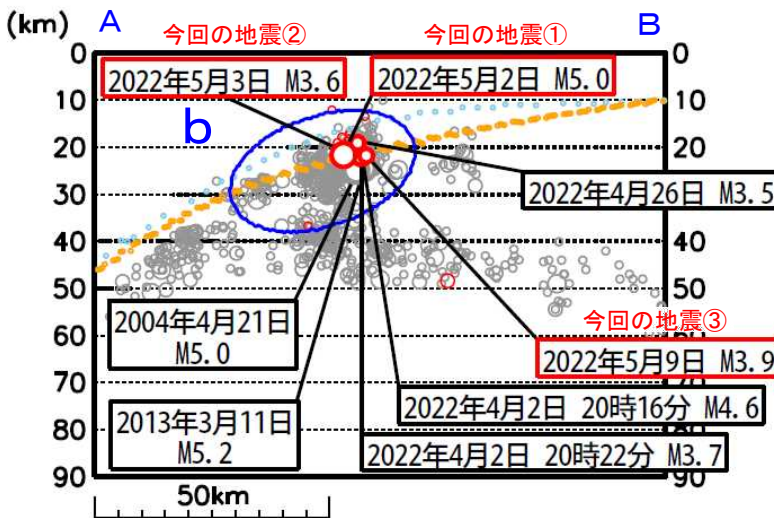 (km)
A
B
今回の地震②
今回の地震①
0
0
2022年5月3日 M3.6
2022年5月2日 M5.0
10
10
b
20
20
2022年4月26日 M3.5
30
30
40
40
50
50
2004年4月21日
M5.0
今回の地震③
60
60
2022年5月9日 M3.9
70
70
2022年4月2日 20時16分 M4.6
2013年3月11日
M5.2
80
80
2022年4月2日 20時22分 M3.7
90
90
50km